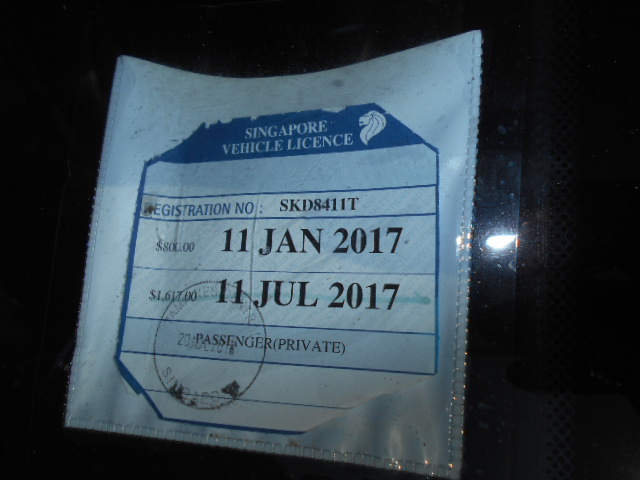 SINGAPORE
VEHICLE LICENCE
REGISTRATION NO : SKD8411T
$800.00 11 JAN 2017
$1,617.00 11 JUL 2017
PASSENGER(PRIVATE)